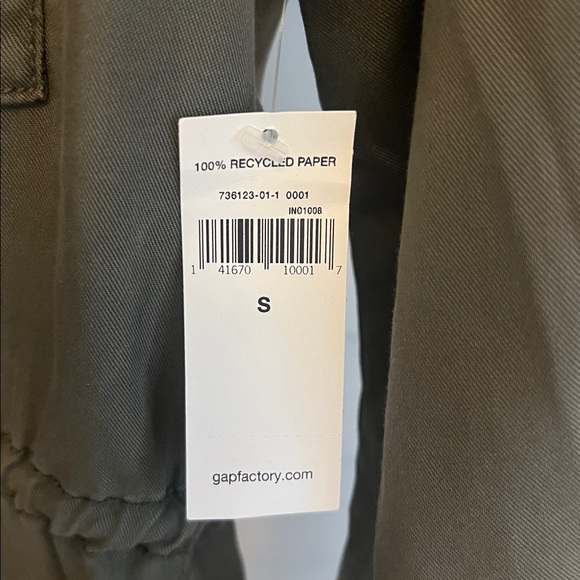 100% RECYCLED PAPER
736123-01-1 0001
IN01008
1 41670 10001 7
S
gapfactory.com